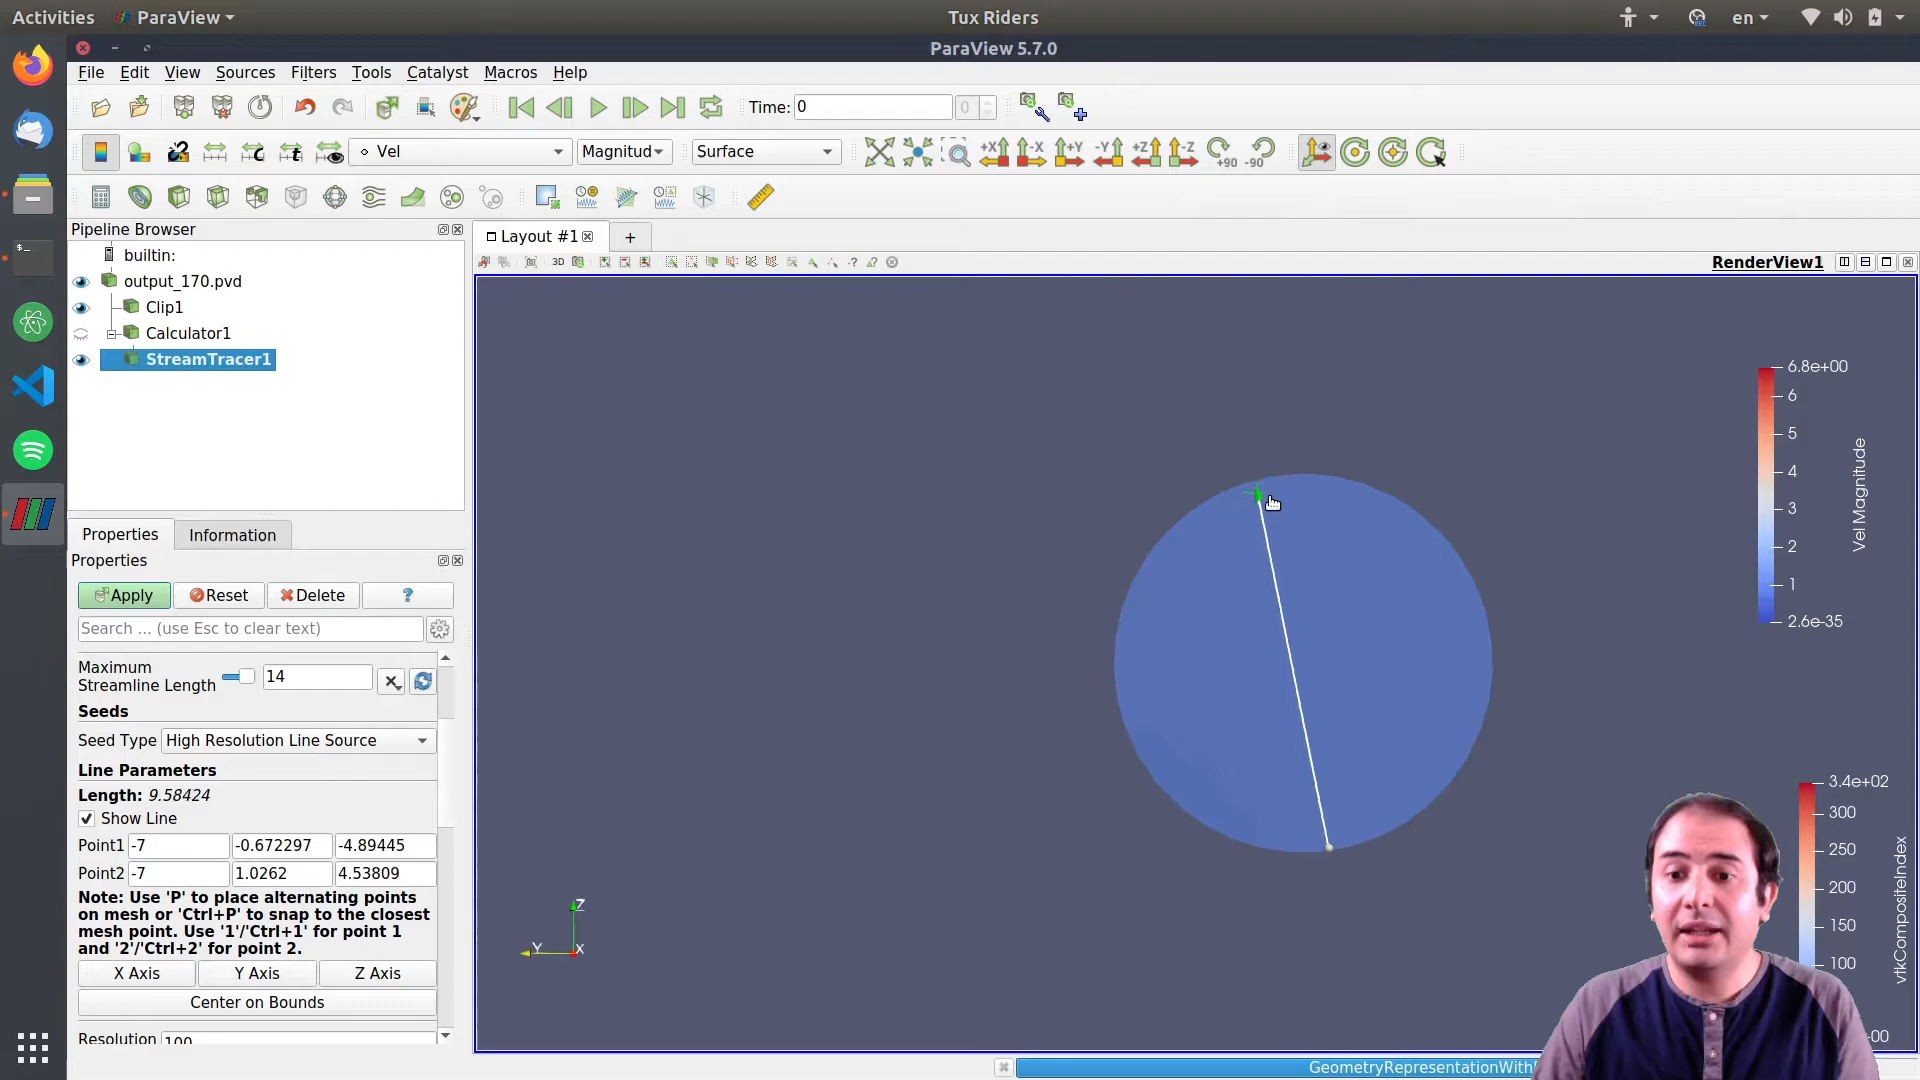 Activities
ParaView
Tux Riders
en
ParaView 5.7.0
File Edit View Sources Filters Tools Catalyst Macros Help
Time: 0
0
Vel
Magnitud
Surface
+X
-X
+Y
-Y
+Z
-Z
+90
-90
Pipeline Browser
builtin:
output_170.pvd
Clip1
Calculator1
StreamTracer1
Layout #1
+
3D
RenderView1
Properties
Information
Properties
Apply
Reset
Delete
?
Search ... (use Esc to clear text)
Maximum
Streamline Length
14
Seeds
Seed Type High Resolution Line Source
Line Parameters
Length: 9.58424
Show Line
Point1 -7 -0.672297 -4.89445
Point2 -7 1.0262 4.53809
Note: Use 'P' to place alternating points
on mesh or 'Ctrl+P' to snap to the closest
mesh point. Use '1'/'Ctrl+1' for point 1
and '2'/'Ctrl+2' for point 2.
X Axis
Y Axis
Z Axis
Center on Bounds
Resolution 100
Z
Y
X
6.8e+00
6
5
4
3
2
1
2.6e-35
Vel Magnitude
3.4e+02
300
250
200
150
100
vtkCompositeIndex
GeometryRepresentationWith